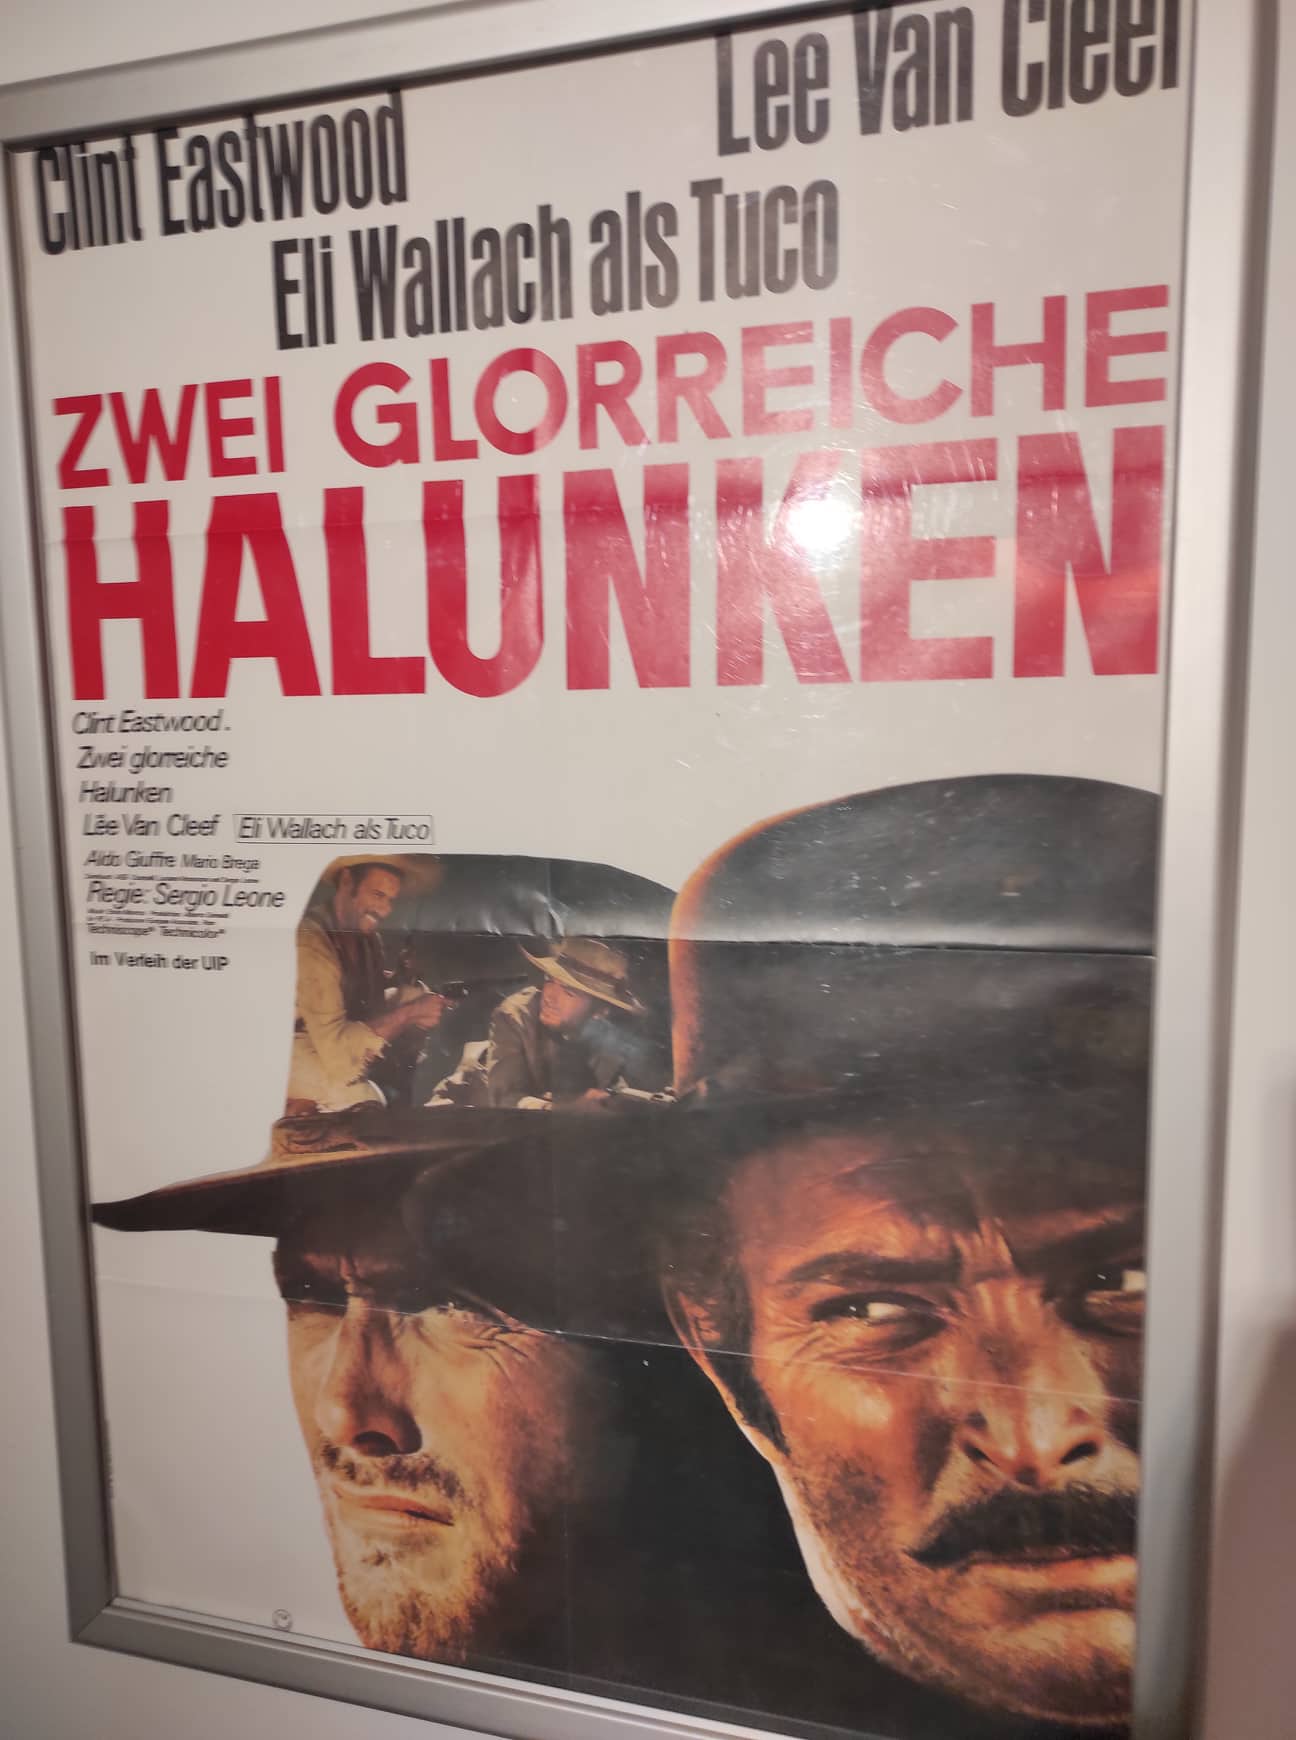 Clint Eastwood
Lee Van Cleef
Eli Wallach als Tuco
ZWEI GLORREICHE
HALUNKEN
Clint Eastwood.
Zwei glorreiche
Halunken
Lee Van Cleef Eli Wallach als Tuco
Aldo Giuffre Mario Brega
Regie: Sergio Leone
Techniscope® Technicolor®
Im Verleih der UIP